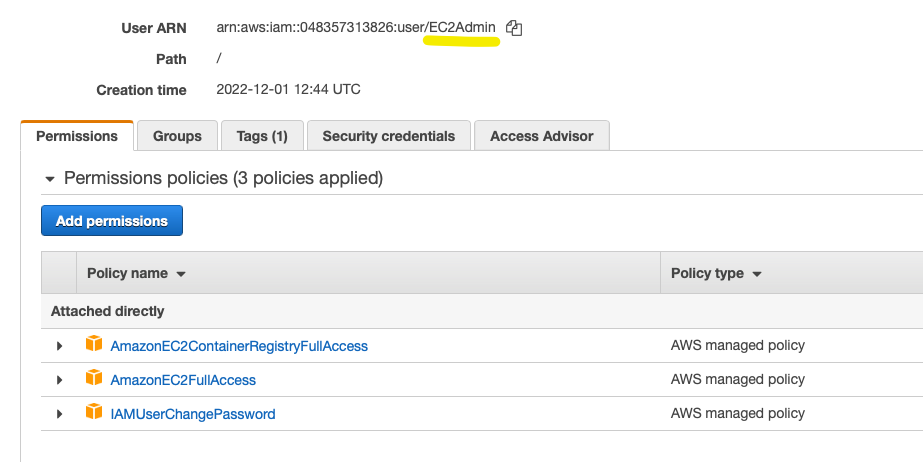 User ARN arn:aws:iam::048357313826:user/EC2Admin
Path /
Creation time 2022-12-01 12:44 UTC
Permissions Groups Tags (1) Security credentials Access Advisor
Permissions policies (3 policies applied)
Add permissions
Policy name Policy type
Attached directly
AmazonEC2ContainerRegistryFullAccess AWS managed policy
AmazonEC2FullAccess AWS managed policy
IAMUserChangePassword AWS managed policy